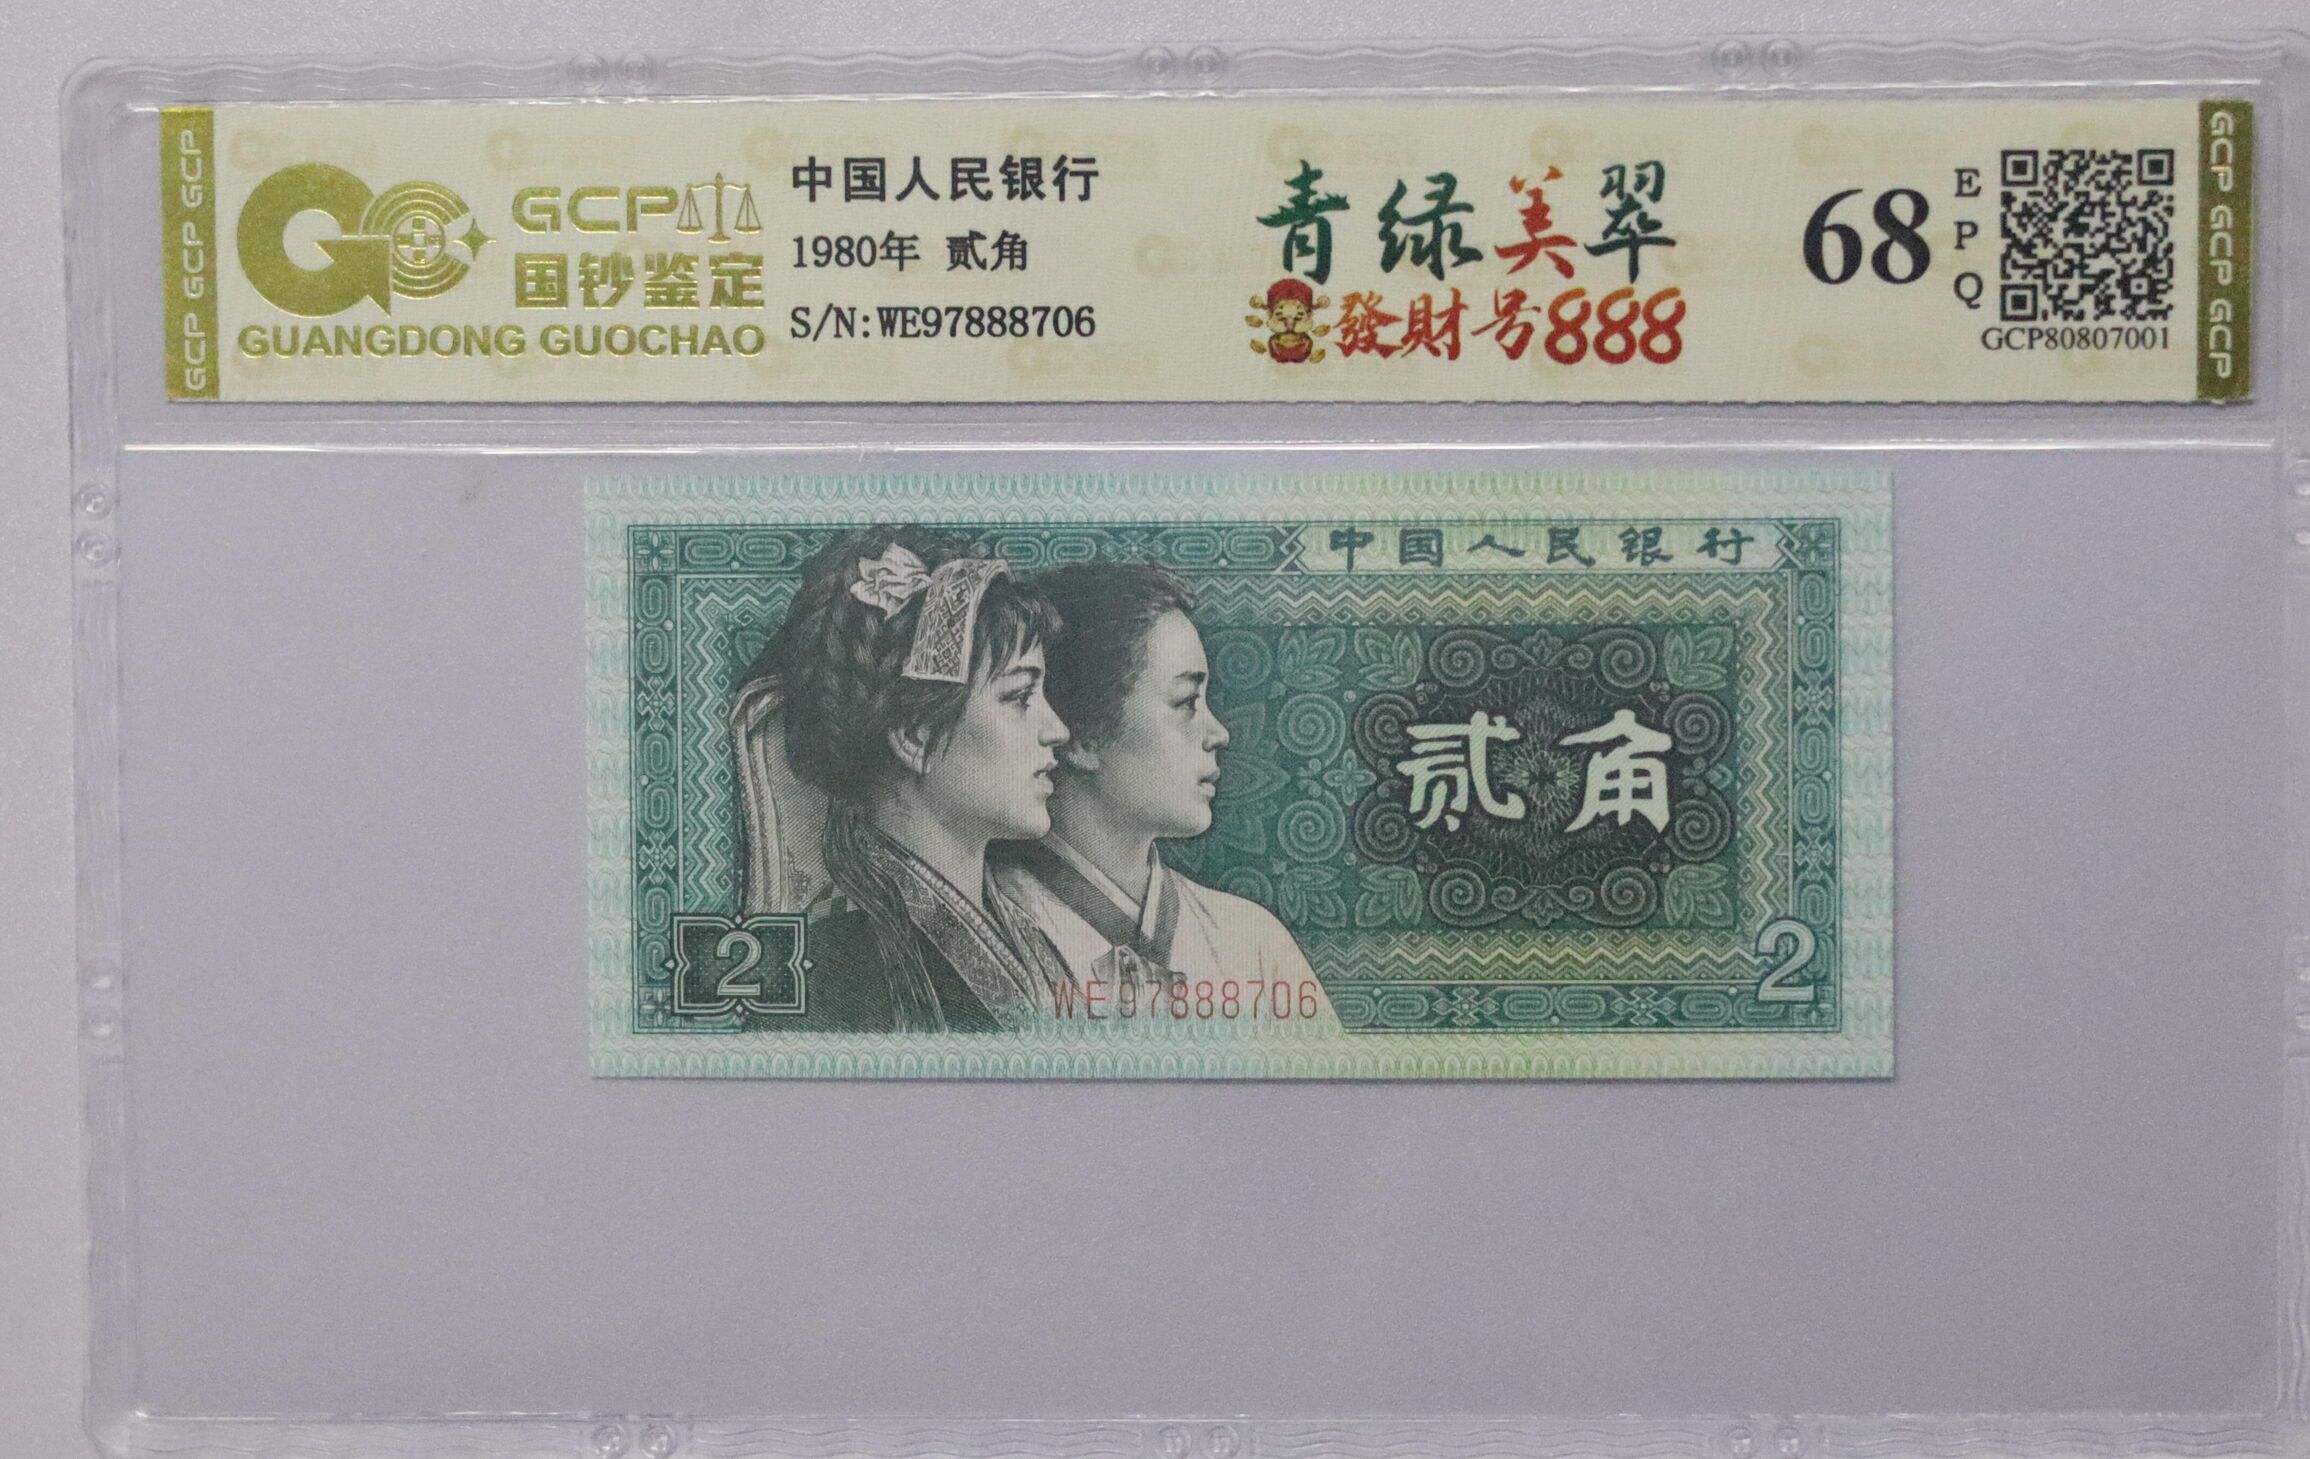 GCP GCP GCP
GCP
国钞鉴定
GUANGDONG GUOCHAO
中国人民银行
1980年 贰角
S/N:WE97888706
青绿美翠
發財号888
68
EPQ
GCP80807001
GCP GCP GCP
中国人民银行
贰角
2
2
WE97888706